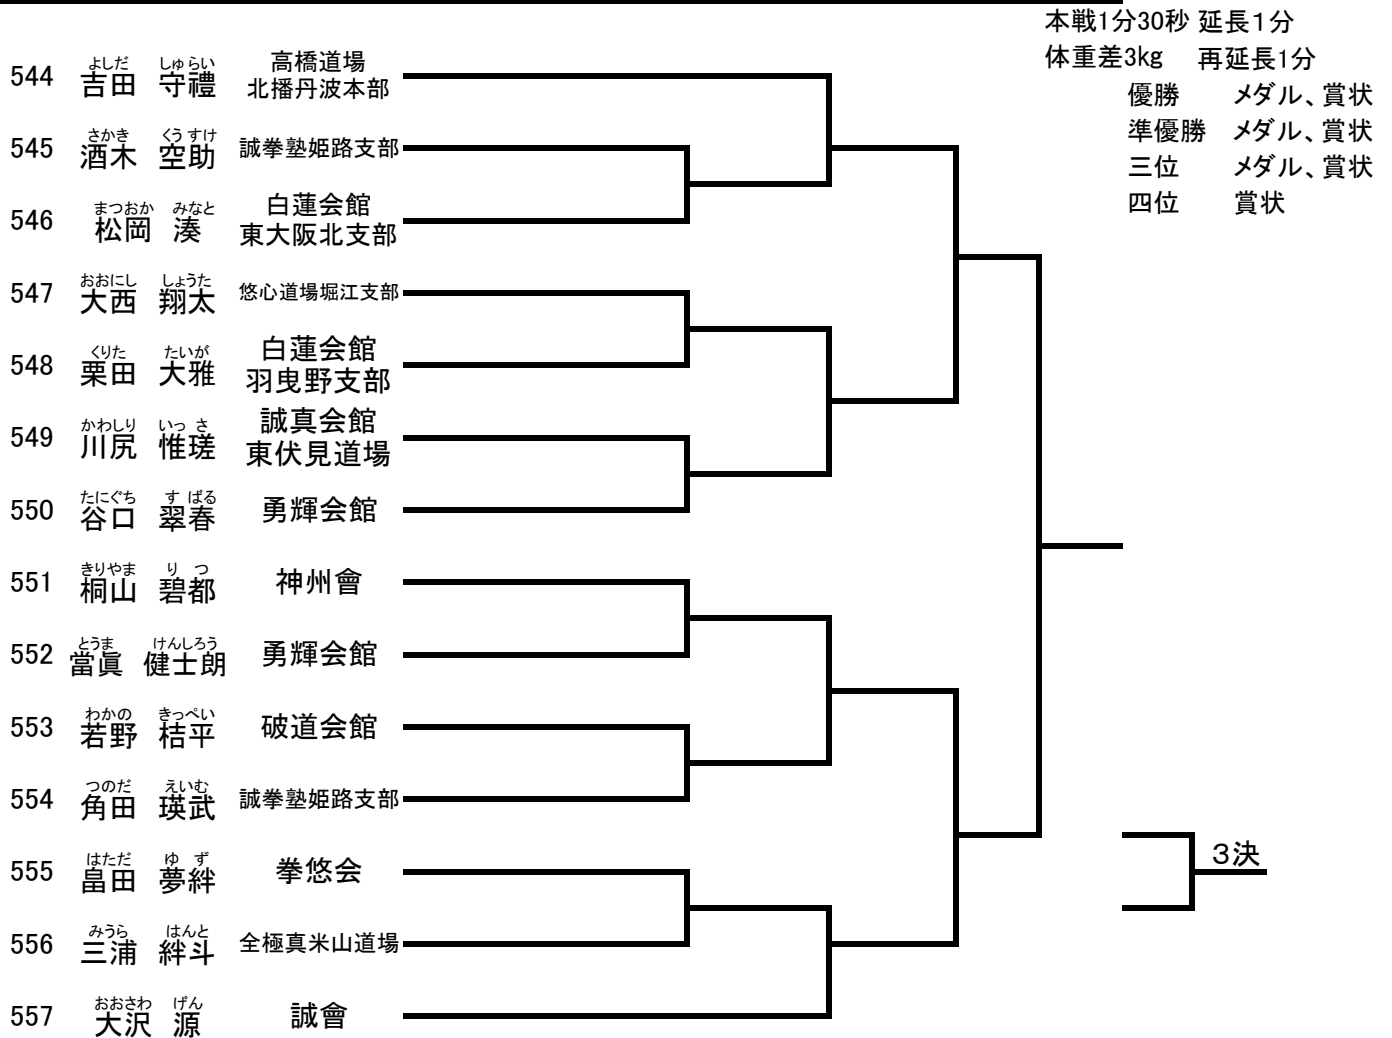 本戦1分30秒 延長1分
体重差3kg 再延長1分
優勝 メダル、賞状
準優勝 メダル、賞状
三位 メダル、賞状
四位 賞状
よしだ しゅらい
544 吉田 守禮 高橋道場
北播丹波本部
さかき くうすけ
545 酒木 空助 誠拳塾姫路支部
まつおか みなと
546 松岡 湊 白蓮会館
東大阪北支部
おおにし しょうた
547 大西 翔太 悠心道場堀江支部
くりた たいが
548 栗田 大雅 白蓮会館
羽曳野支部
かわしり いっさ
549 川尻 惟瑳 誠真会館
東伏見道場
たにぐち すばる
550 谷口 翠春 勇輝会館
きりやま りつ
551 桐山 碧都 神州會
とうま けんしろう
552 當眞 健士朗 勇輝会館
わかの きっぺい
553 若野 桔平 破道会館
つのだ えいむ
554 角田 瑛武 誠拳塾姫路支部
はただ ゆず
555 畠田 夢絆 拳悠会
みうら はんと
556 三浦 絆斗 全極真米山道場
おおさわ げん
557 大沢 源 誠會
３決